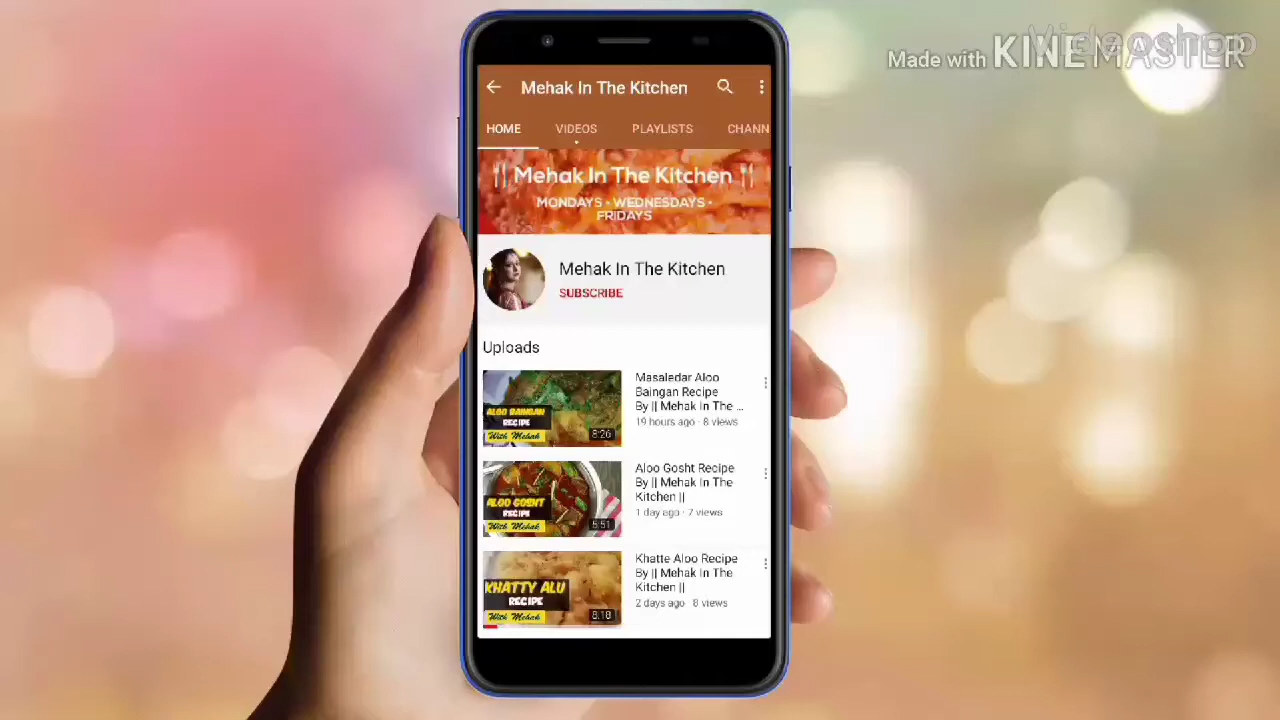 Made with KINEMASTER
Videoshop
Mehak In The Kitchen
HOME VIDEOS PLAYLISTS CHANN
Mehak In The Kitchen
MONDAYS • WEDNESDAYS •
FRIDAYS
Mehak In The Kitchen
SUBSCRIBE
Uploads
ALOO BAINGAN
RECIPE
With Mehak
8:26
Masaledar Aloo
Baingan Recipe
By || Mehak In The ...
19 hours ago · 8 views
ALOO GOSHT
RECIPE
With Mehak
5:51
Aloo Gosht Recipe
By || Mehak In The
Kitchen ||
1 day ago · 7 views
KHATTY ALU
RECIPE
With Mehak
8:18
Khatte Aloo Recipe
By || Mehak In The
Kitchen ||
2 days ago · 8 views